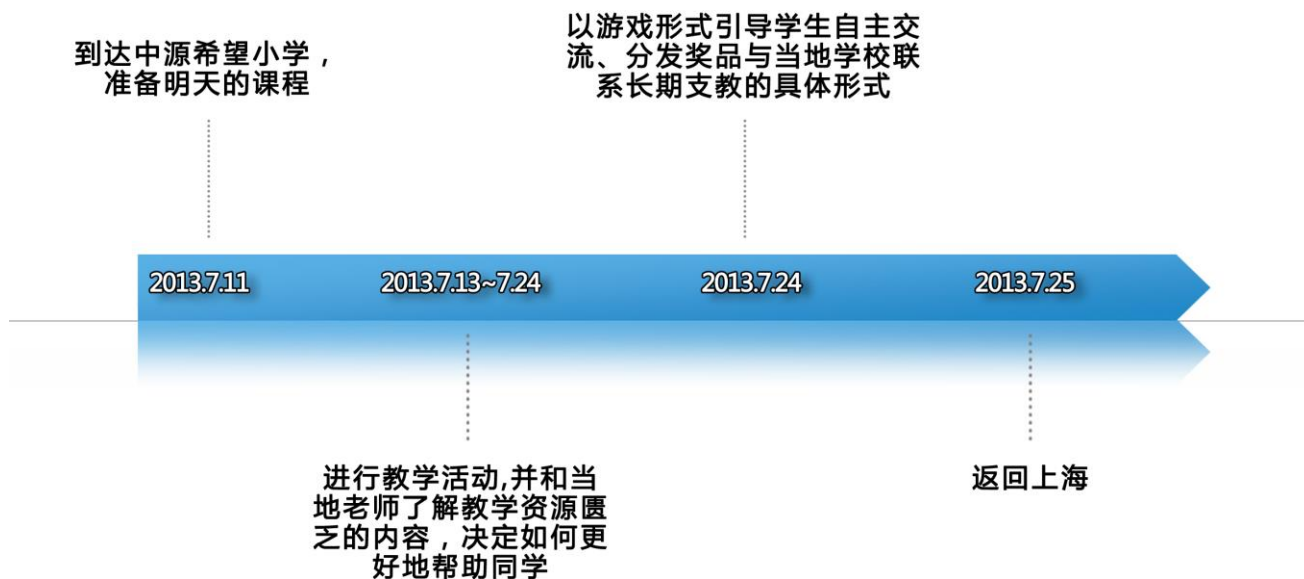 到达中源希望小学，
准备明天的课程
以游戏形式引导学生自主交
流、分发奖品与当地学校联
系长期支教的具体形式
2013.7.11
2013.7.13~7.24
2013.7.24
2013.7.25
进行教学活动,并和当
地老师了解教学资源匮
乏的内容，决定如何更
好地帮助同学
返回上海